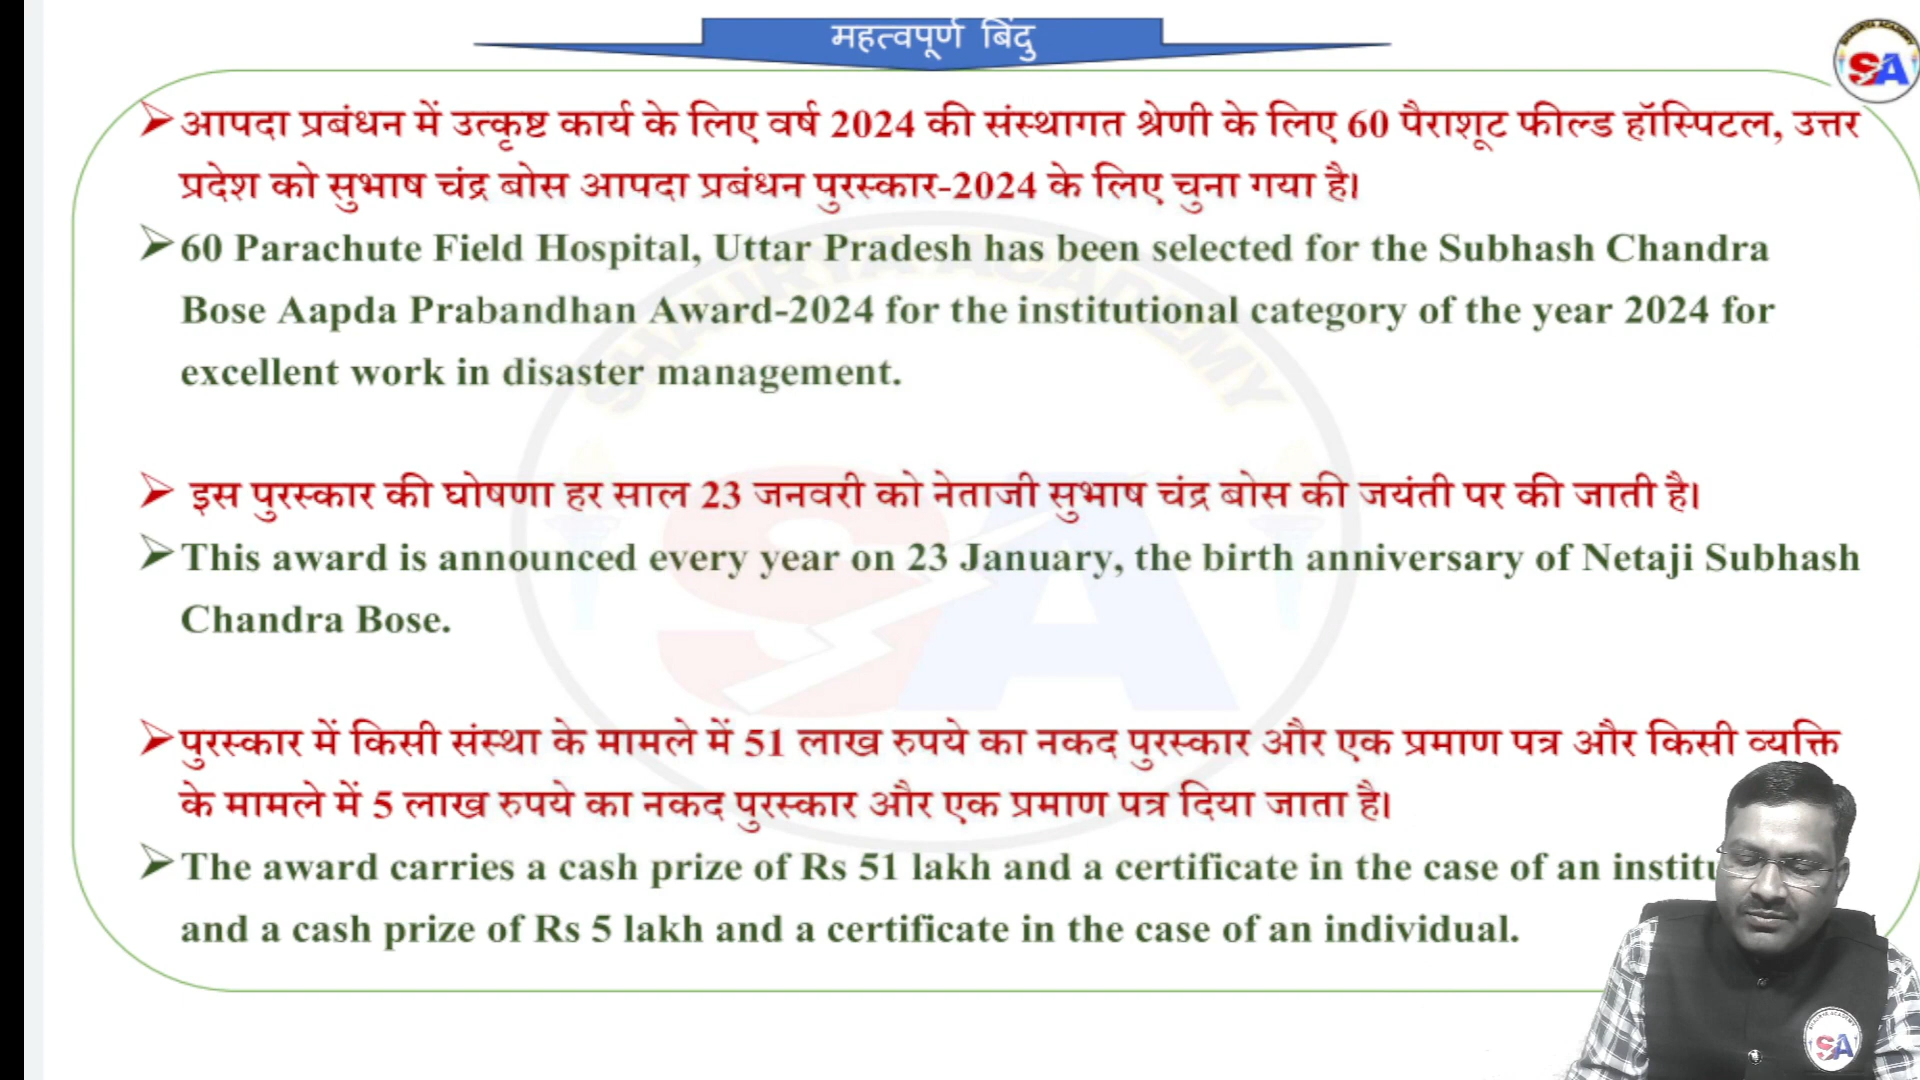 महत्वपूर्ण बिंदु
SA
आपदा प्रबंधन में उत्कृष्ट कार्य के लिए वर्ष 2024 की संस्थागत श्रेणी के लिए 60 पैराशूट फील्ड हॉस्पिटल, उत्तर
प्रदेश को सुभाष चंद्र बोस आपदा प्रबंधन पुरस्कार-2024 के लिए चुना गया है।
60 Parachute Field Hospital, Uttar Pradesh has been selected for the Subhash Chandra
Bose Aapda Prabandhan Award-2024 for the institutional category of the year 2024 for
excellent work in disaster management.
इस पुरस्कार की घोषणा हर साल 23 जनवरी को नेताजी सुभाष चंद्र बोस की जयंती पर की जाती है।
This award is announced every year on 23 January, the birth anniversary of Netaji Subhash
Chandra Bose.
पुरस्कार में किसी संस्था के मामले में 51 लाख रुपये का नकद पुरस्कार और एक प्रमाण पत्र और किसी व्यक्ति
के मामले में 5 लाख रुपये का नकद पुरस्कार और एक प्रमाण पत्र दिया जाता है।
The award carries a cash prize of Rs 51 lakh and a certificate in the case of an
and a cash prize of Rs 5 lakh and a certificate in the case of an individual.
SHAURYA ACADEMY
SA
SA